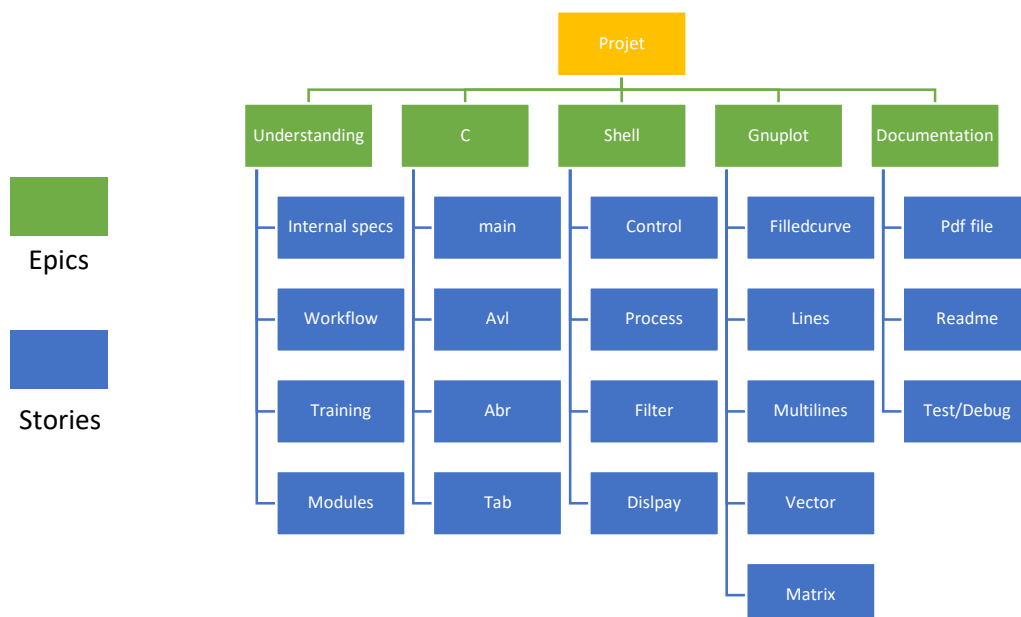 Projet
Understanding
C
Shell
Gnuplot
Documentation
Internal specs
main
Control
Filledcurve
Pdf file
Epics
Workflow
Avl
Process
Lines
Readme
Stories
Training
Abr
Filter
Multilines
Test/Debug
Modules
Tab
Dislpay
Vector
Matrix